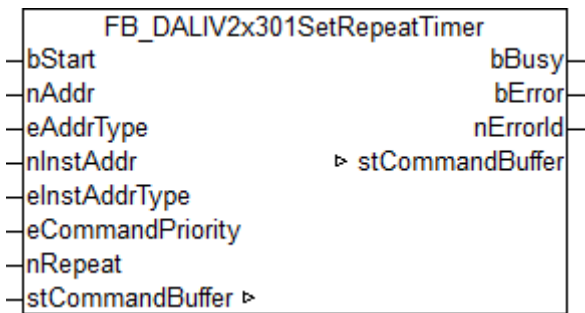 FB_DALIV2x301SetRepeatTimer
bStart bBusy
nAddr bError
eAddrType nErrorId
nInstAddr ▷ stCommandBuffer
eInstAddrType
eCommandPriority
nRepeat
stCommandBuffer ▷